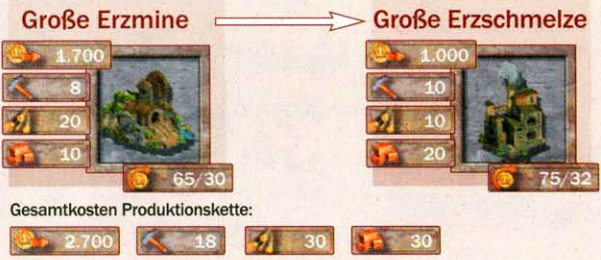 Große Erzmine
Große Erzschmelze
1.700
8
20
10
65/30
1.000
10
10
20
75/32
Gesamtkosten Produktionskette:
2.700 18 30 30